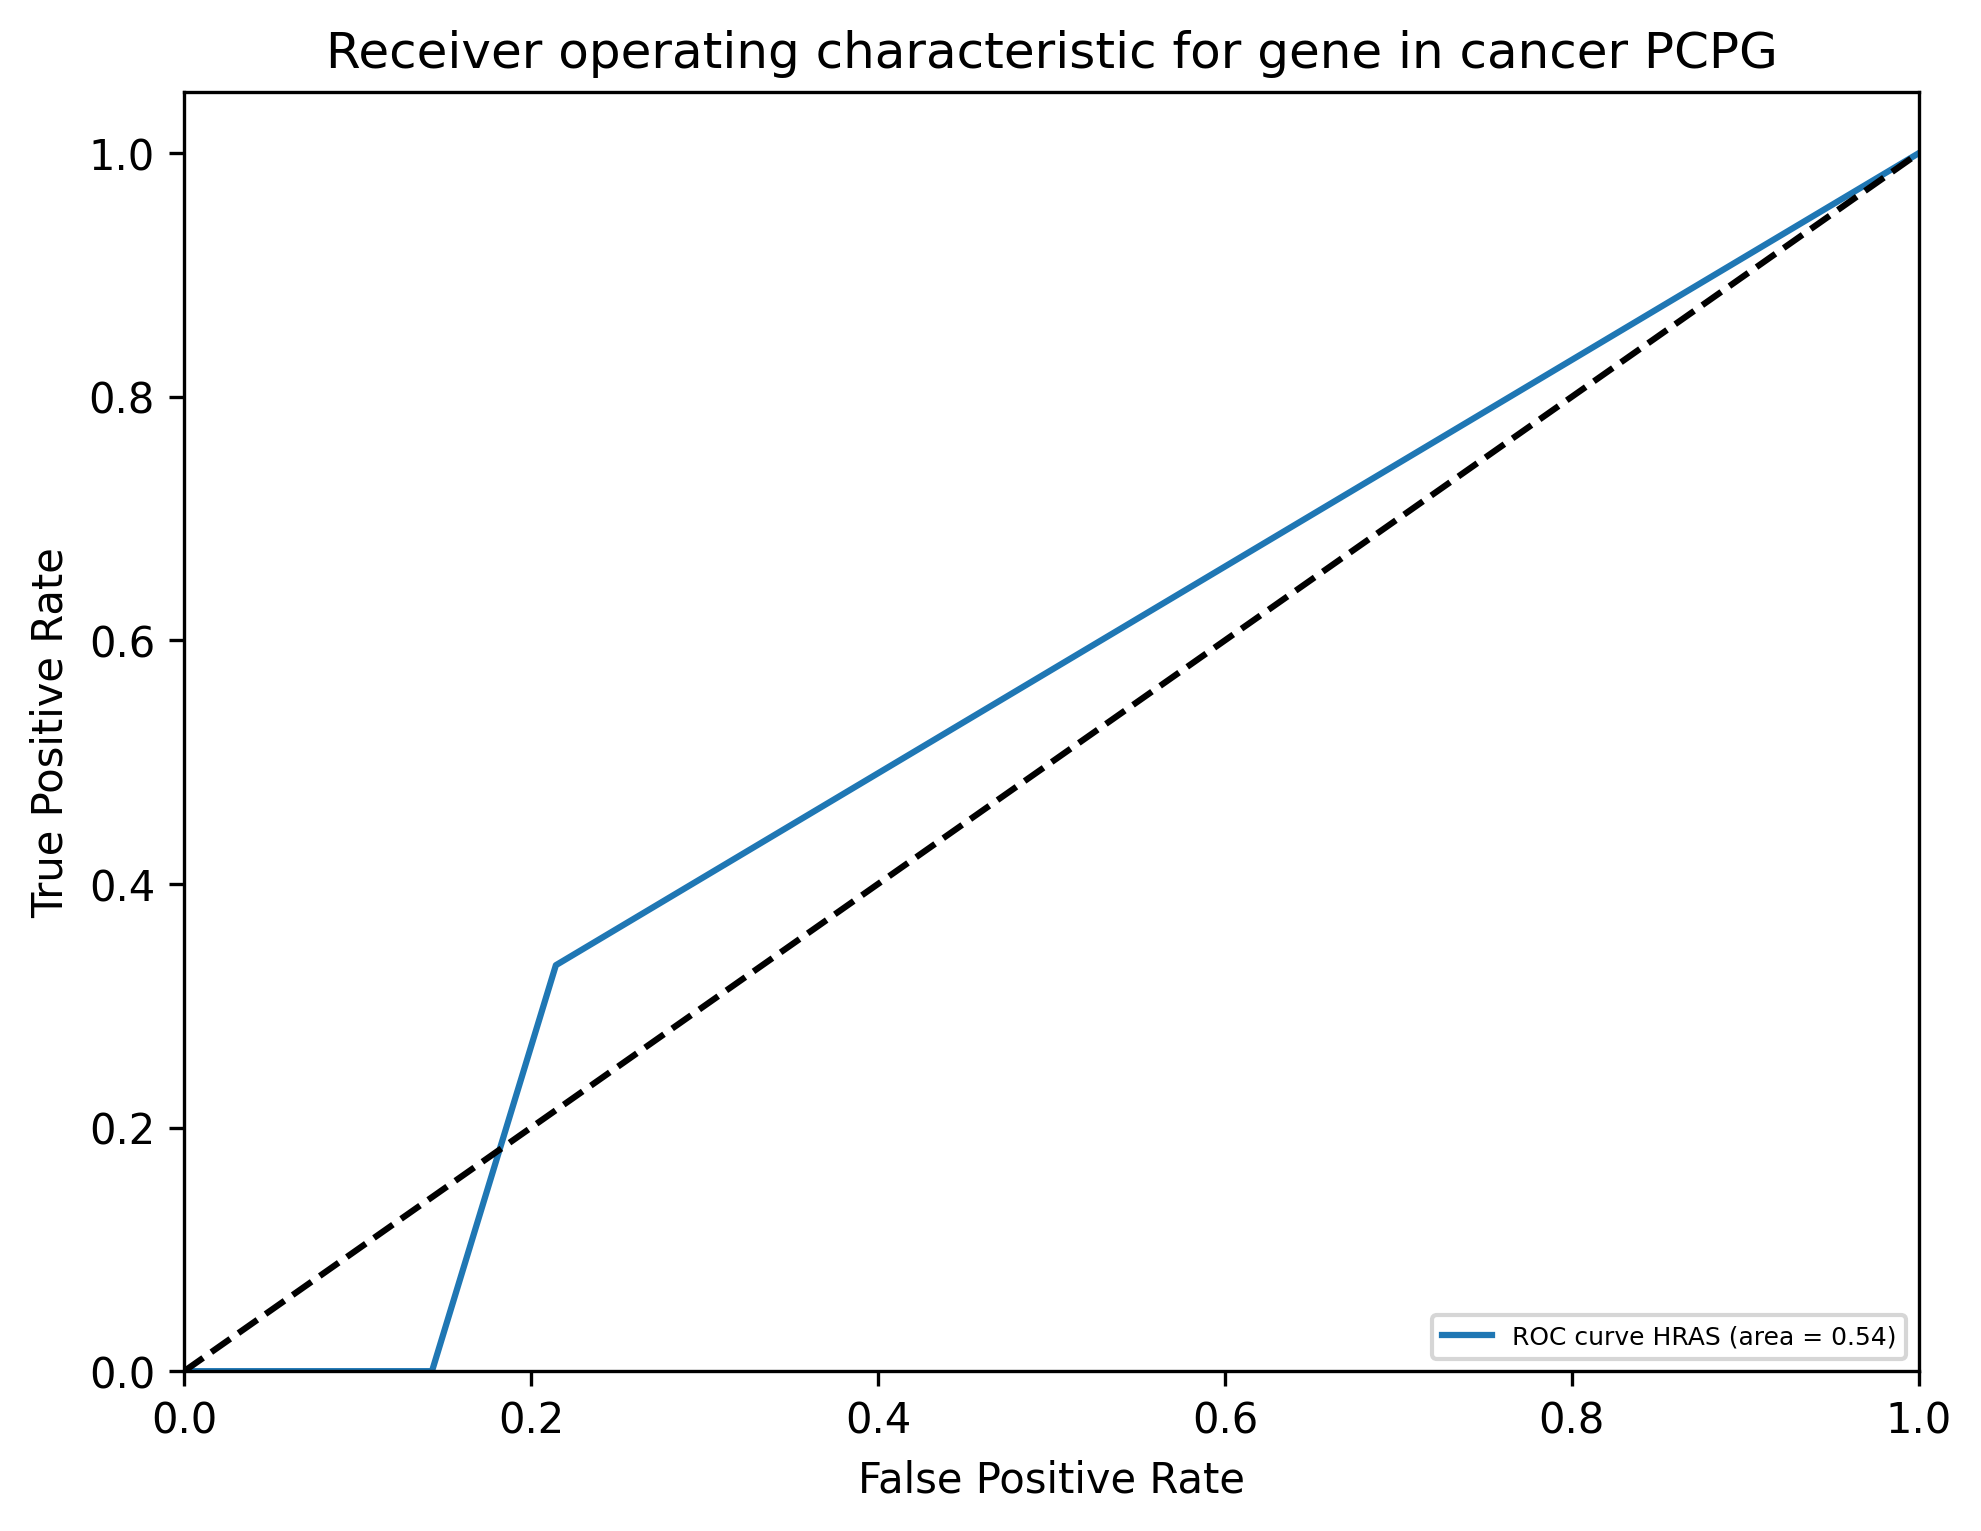 Receiver operating characteristic for gene in cancer PCPG
1.0
0.8
0.6
0.4
0.2
0.0
True Positive Rate
ROC curve HRAS (area = 0.54)
0.0 0.2 0.4 0.6 0.8 1.0
False Positive Rate